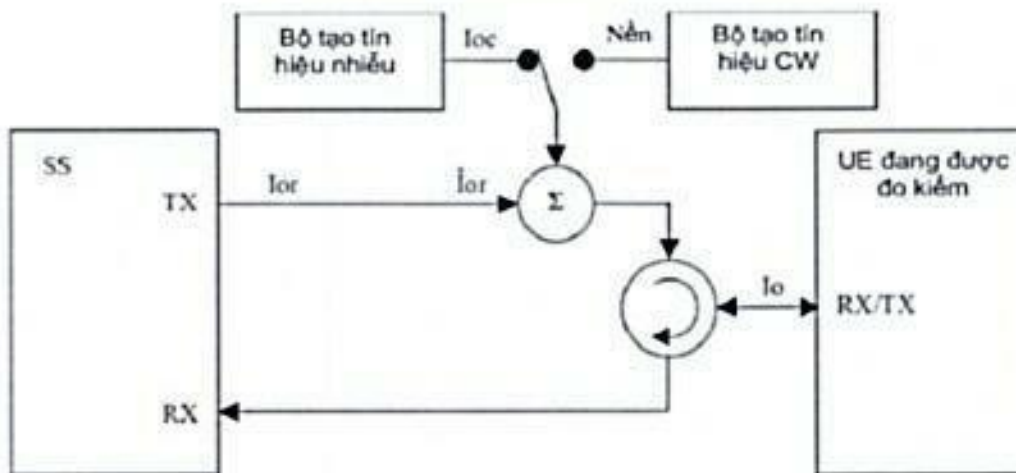 Bộ tạo tín
hiệu nhiễu
Ioc
Nền
Bộ tạo tín
hiệu CW
SS
TX
Ior
Îor
Σ
UE đang được
đo kiểm
Io
RX/TX
RX